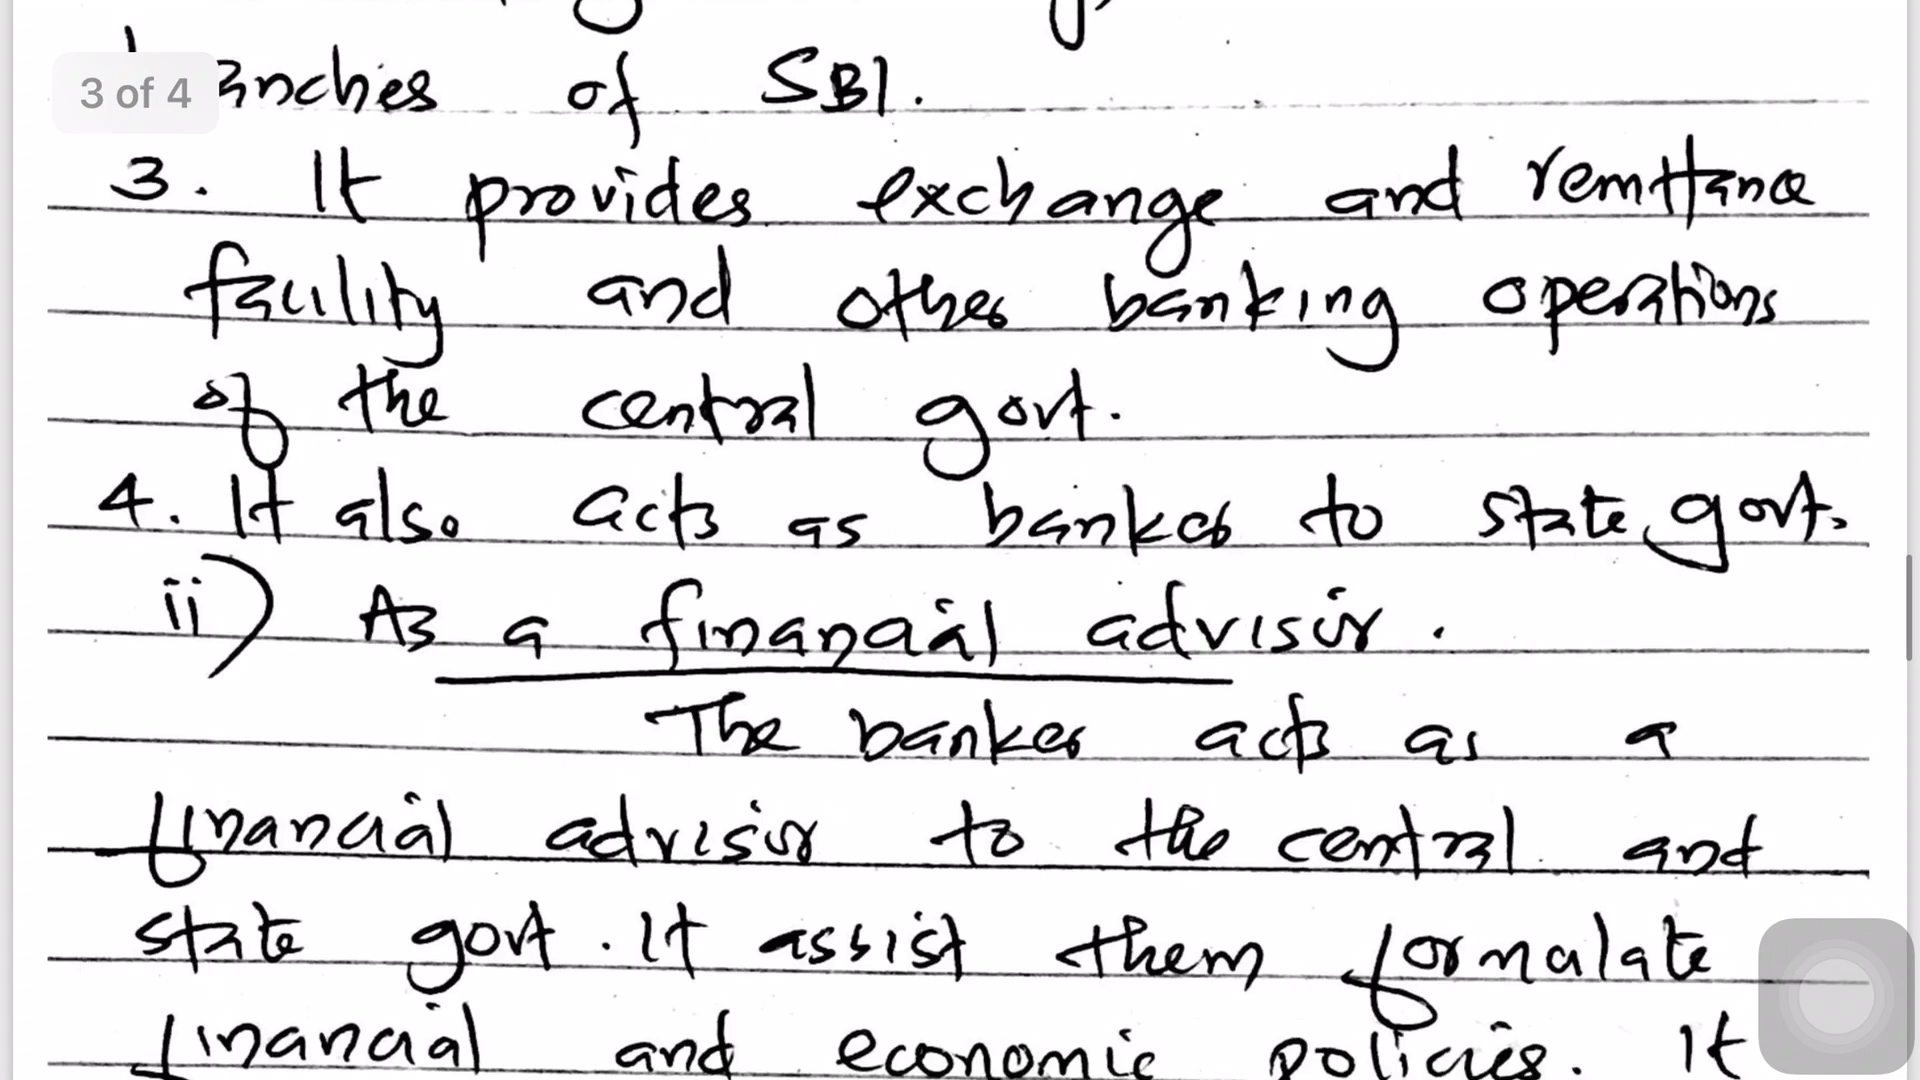 3 of 4
branches of SBI.
3. It provides exchange and remittance
facility and other banking operations
of the central govt.
4. It also acts as banker to state govt.
ii) As a financial advisor.
The banker acts as a
financial advisor to the central and
state govt. It assist them formalate
financial and economic policies. It